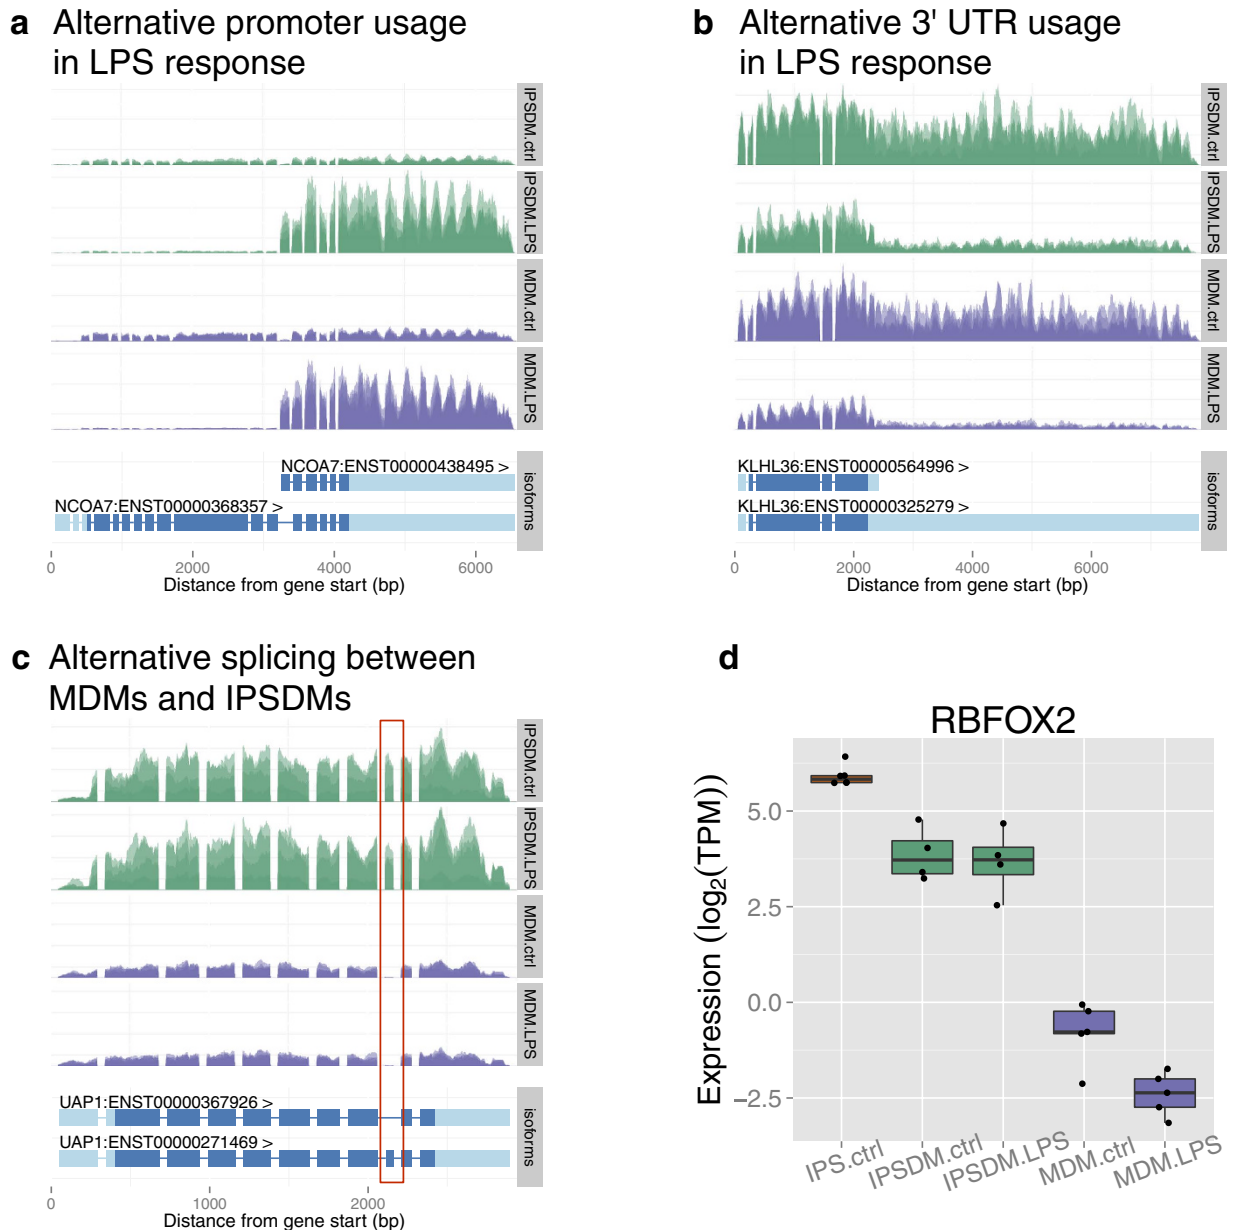 a Alternative promoter usage
in LPS response
IPSDM.ctrl
IPSDM.LPS
MDM.ctrl
MDM.LPS
isoforms
NCOA7:ENST00000438495 >
NCOA7:ENST00000368357 >
0 2000 4000 6000
Distance from gene start (bp)
b Alternative 3' UTR usage
in LPS response
IPSDM.ctrl
IPSDM.LPS
MDM.ctrl
MDM.LPS
isoforms
KLHL36:ENST00000564996 >
KLHL36:ENST00000325279 >
0 2000 4000 6000
Distance from gene start (bp)
c Alternative splicing between
MDMs and IPSDMs
IPSDM.ctrl
IPSDM.LPS
MDM.ctrl
MDM.LPS
isoforms
UAP1:ENST00000367926 >
UAP1:ENST00000271469 >
0 1000 2000
Distance from gene start (bp)
d
RBFOX2
Expression (log₂(TPM))
5.0
2.5
0.0
−2.5
IPS.ctrl
IPSDM.ctrl
IPSDM.LPS
MDM.ctrl
MDM.LPS